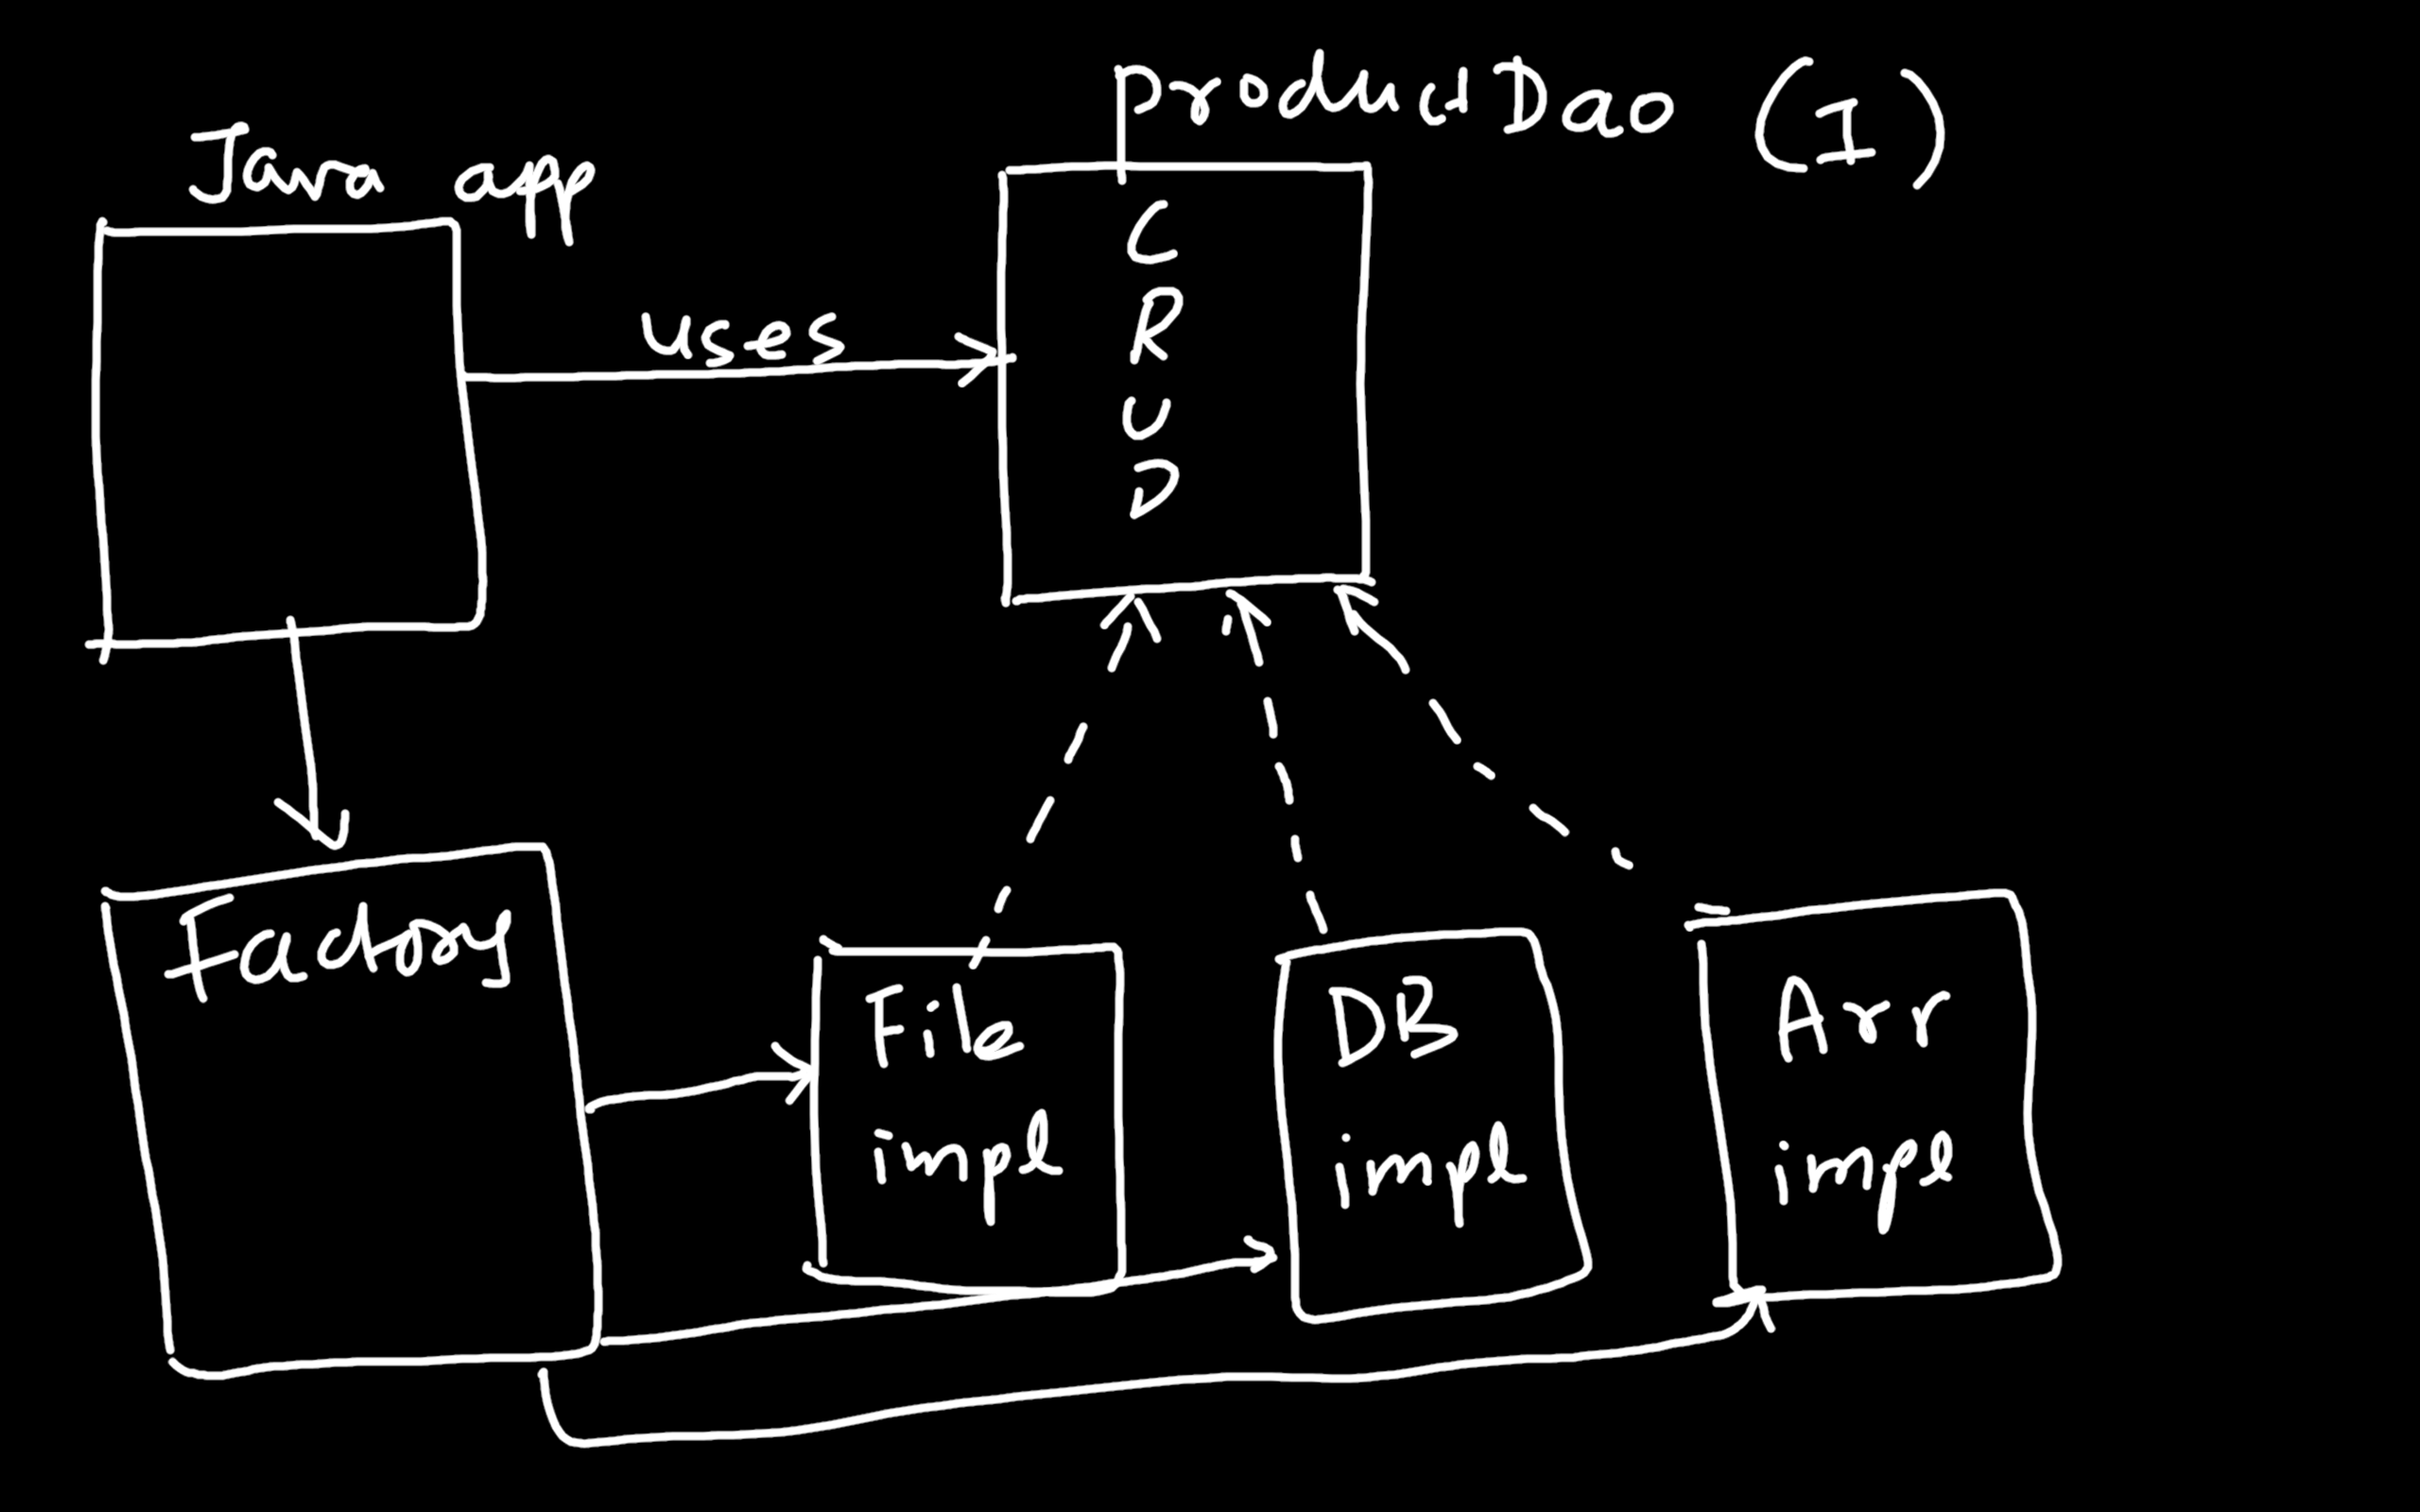 productDao (I)
Java app
C
R
U
D
uses
Factory
File
impl
DB
impl
Arr
impl